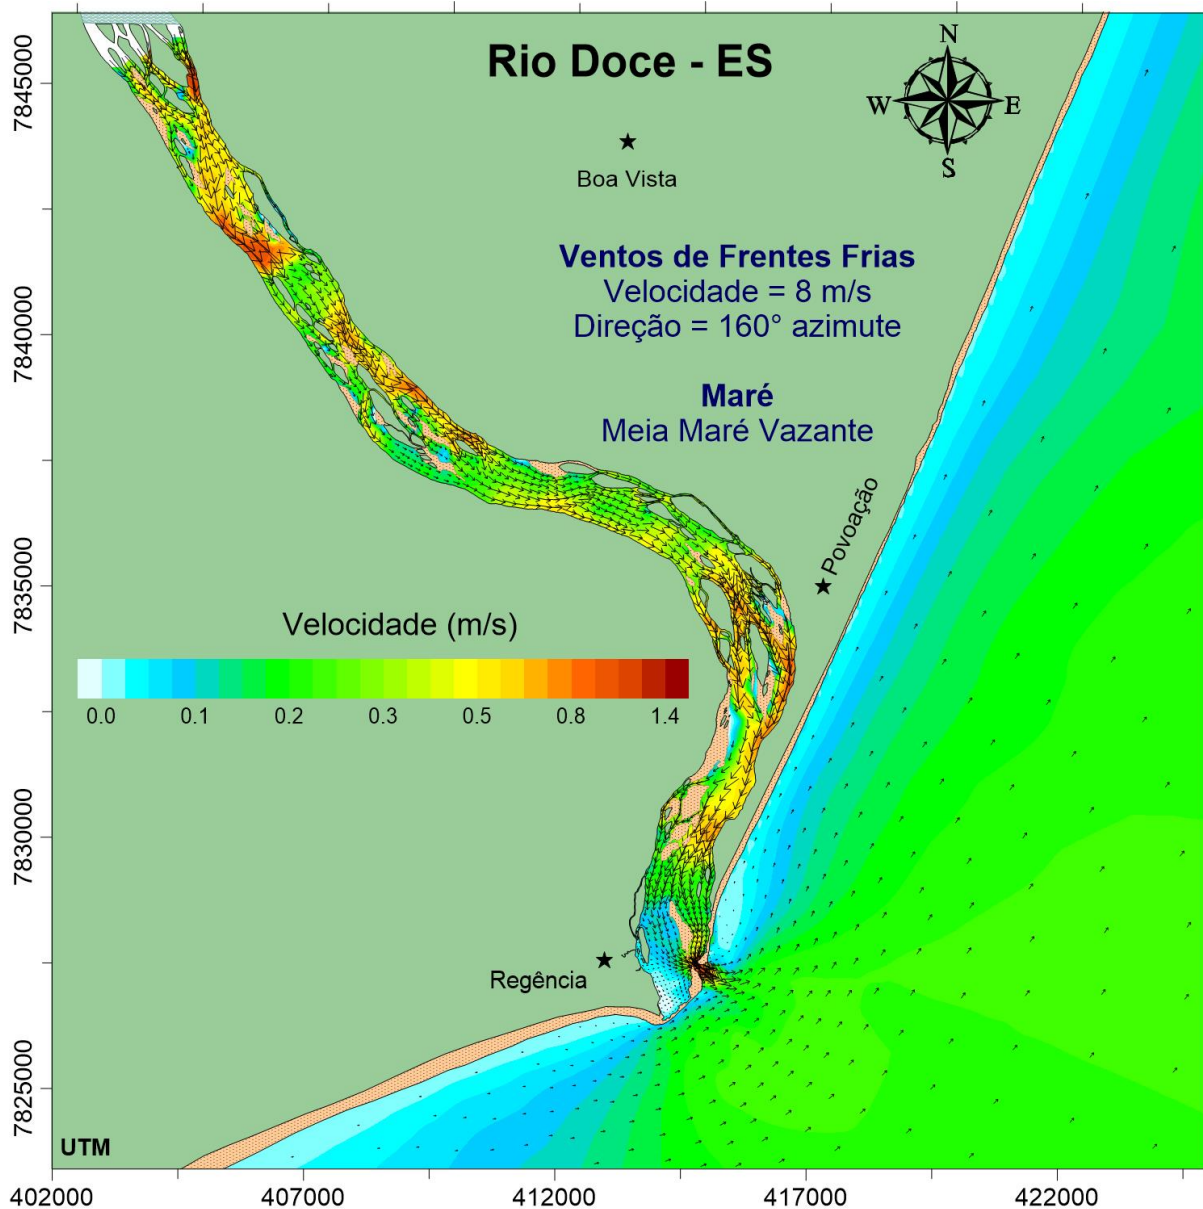 Rio Doce - ES
N
W
E
S
Boa Vista
Ventos de Frentes Frias
Velocidade = 8 m/s
Direção = 160° azimute
Maré
Meia Maré Vazante
Povoação
Velocidade (m/s)
0.0 0.1 0.2 0.3 0.5 0.8 1.4
Regência
UTM
7845000
7840000
7835000
7830000
7825000
402000 407000 412000 417000 422000